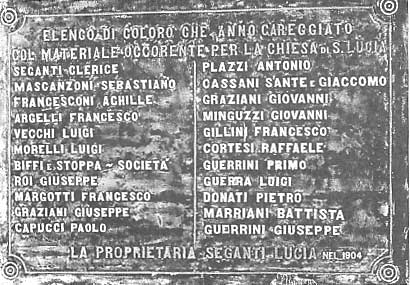 ELENCO DI COLORO CHE ANNO CAREGGIATO
COL MATERIALE OCCORENTE PER LA CHIESA DI S. LUCIA
SEGANTI CLERICE
MASCANZONI SEBASTIANO
FRANCESCONI ACHILLE
ARGELLI FRANCESCO
VECCHI LUIGI
MORELLI LUIGI
BIFFI E STOPPA ~ SOCIETÀ
ROI GIUSEPPE
MARGOTTI FRANCESCO
GRAZIANI GIUSEPPE
CAPUCCI PAOLO
PLAZZI ANTONIO
CASSANI SANTE E GIACCOMO
GRAZIANI GIOVANNI
MINGUZZI GIOVANNI
GILLINI FRANCESCO
CORTESI RAFFAELE
GUERRINI PRIMO
GUERRA LUIGI
DONATI PIETRO
MARRIANI BATTISTA
GUERRINI GIUSEPPE
LA PROPRIETARIA SEGANTI LUCIA NEL 1904